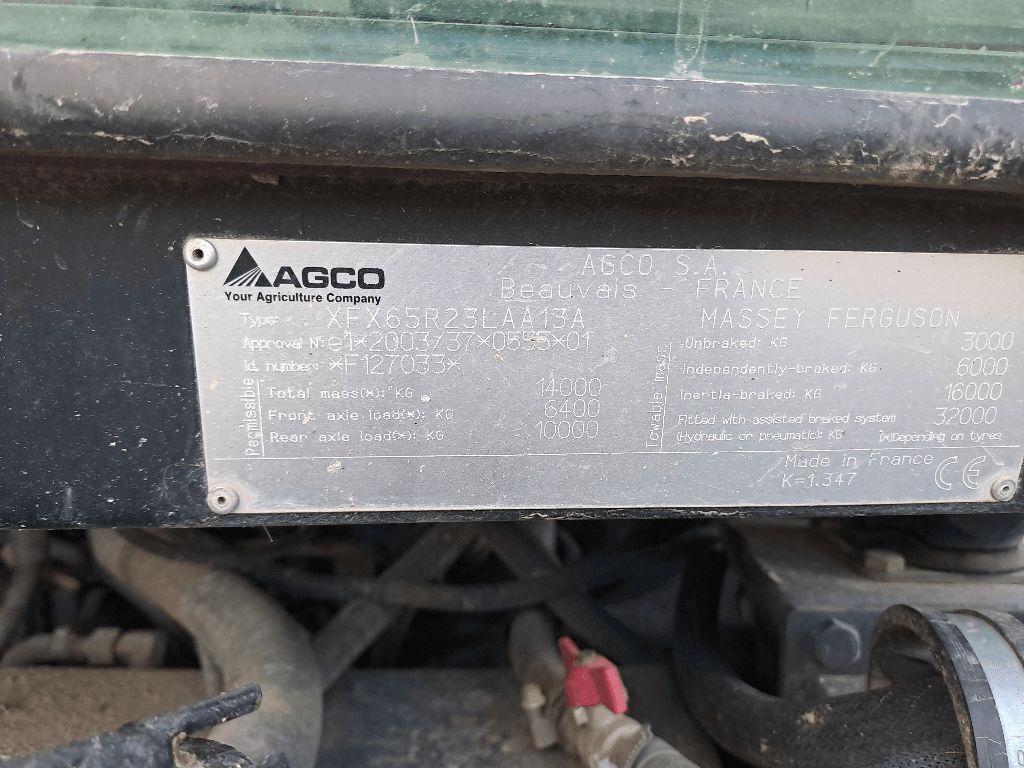 AGCO
Your Agriculture Company
AGCO S.A.
Beauvais - FRANCE
Type: XFX65R23LAA13A MASSEY FERGUSON
Approval N°: e1*2003/37*0535*01
Id. number: *F127033*
Permissible
Total mass(*): KG 14000
Front axle load(*): KG 6400
Rear axle load(*): KG 10000
Towable mass
Unbraked: KG 3000
Independently-braked: KG 6000
Inertia-braked: KG 16000
Fitted with assisted braked system 32000
(Hydraulic or pneumatic): KG (*)Depending on tyres
Made in France
K=1.347
CE